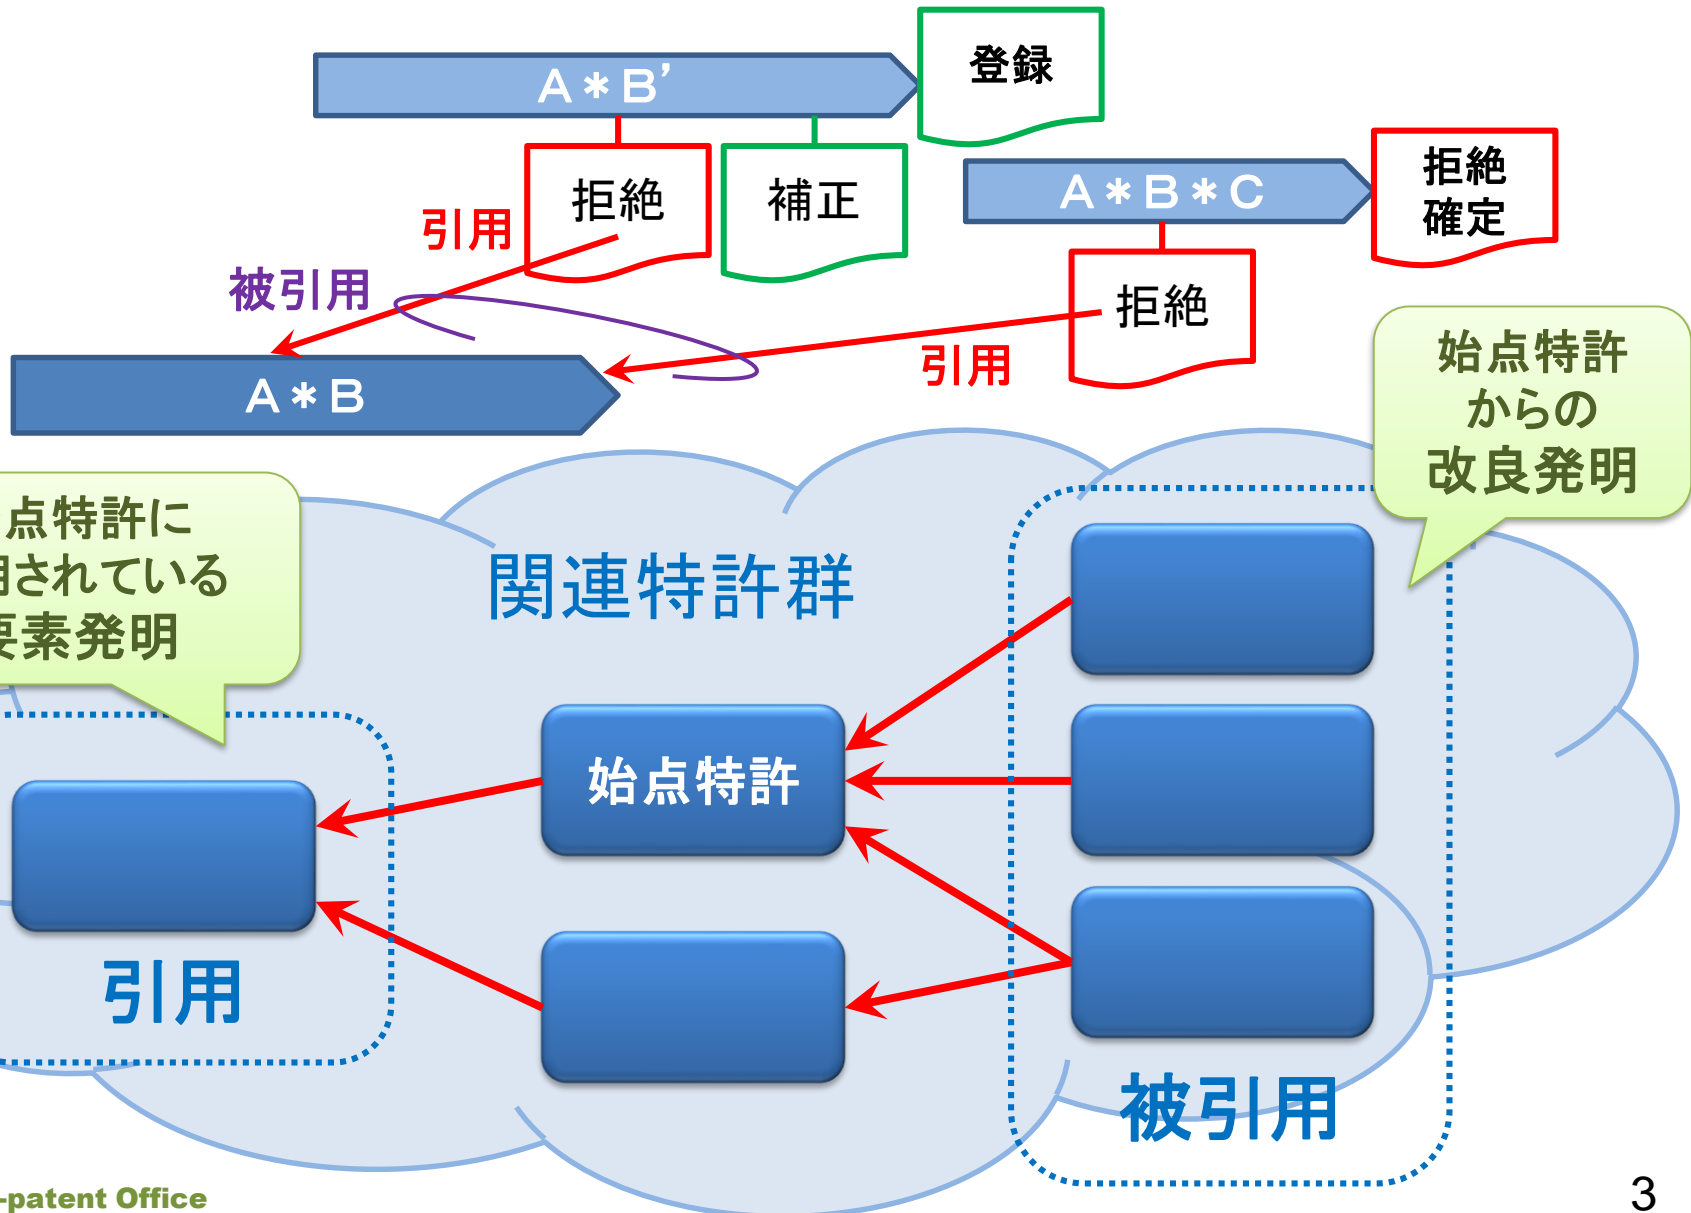 登録
A*B’
拒絶
確定
拒絶
補正
A*B*C
引用
被引用
拒絶
引用
A*B
始点特許
からの
改良発明
点特許に
されている
素発明
関連特許群
始点特許
引用
被引用
-patent Office
3